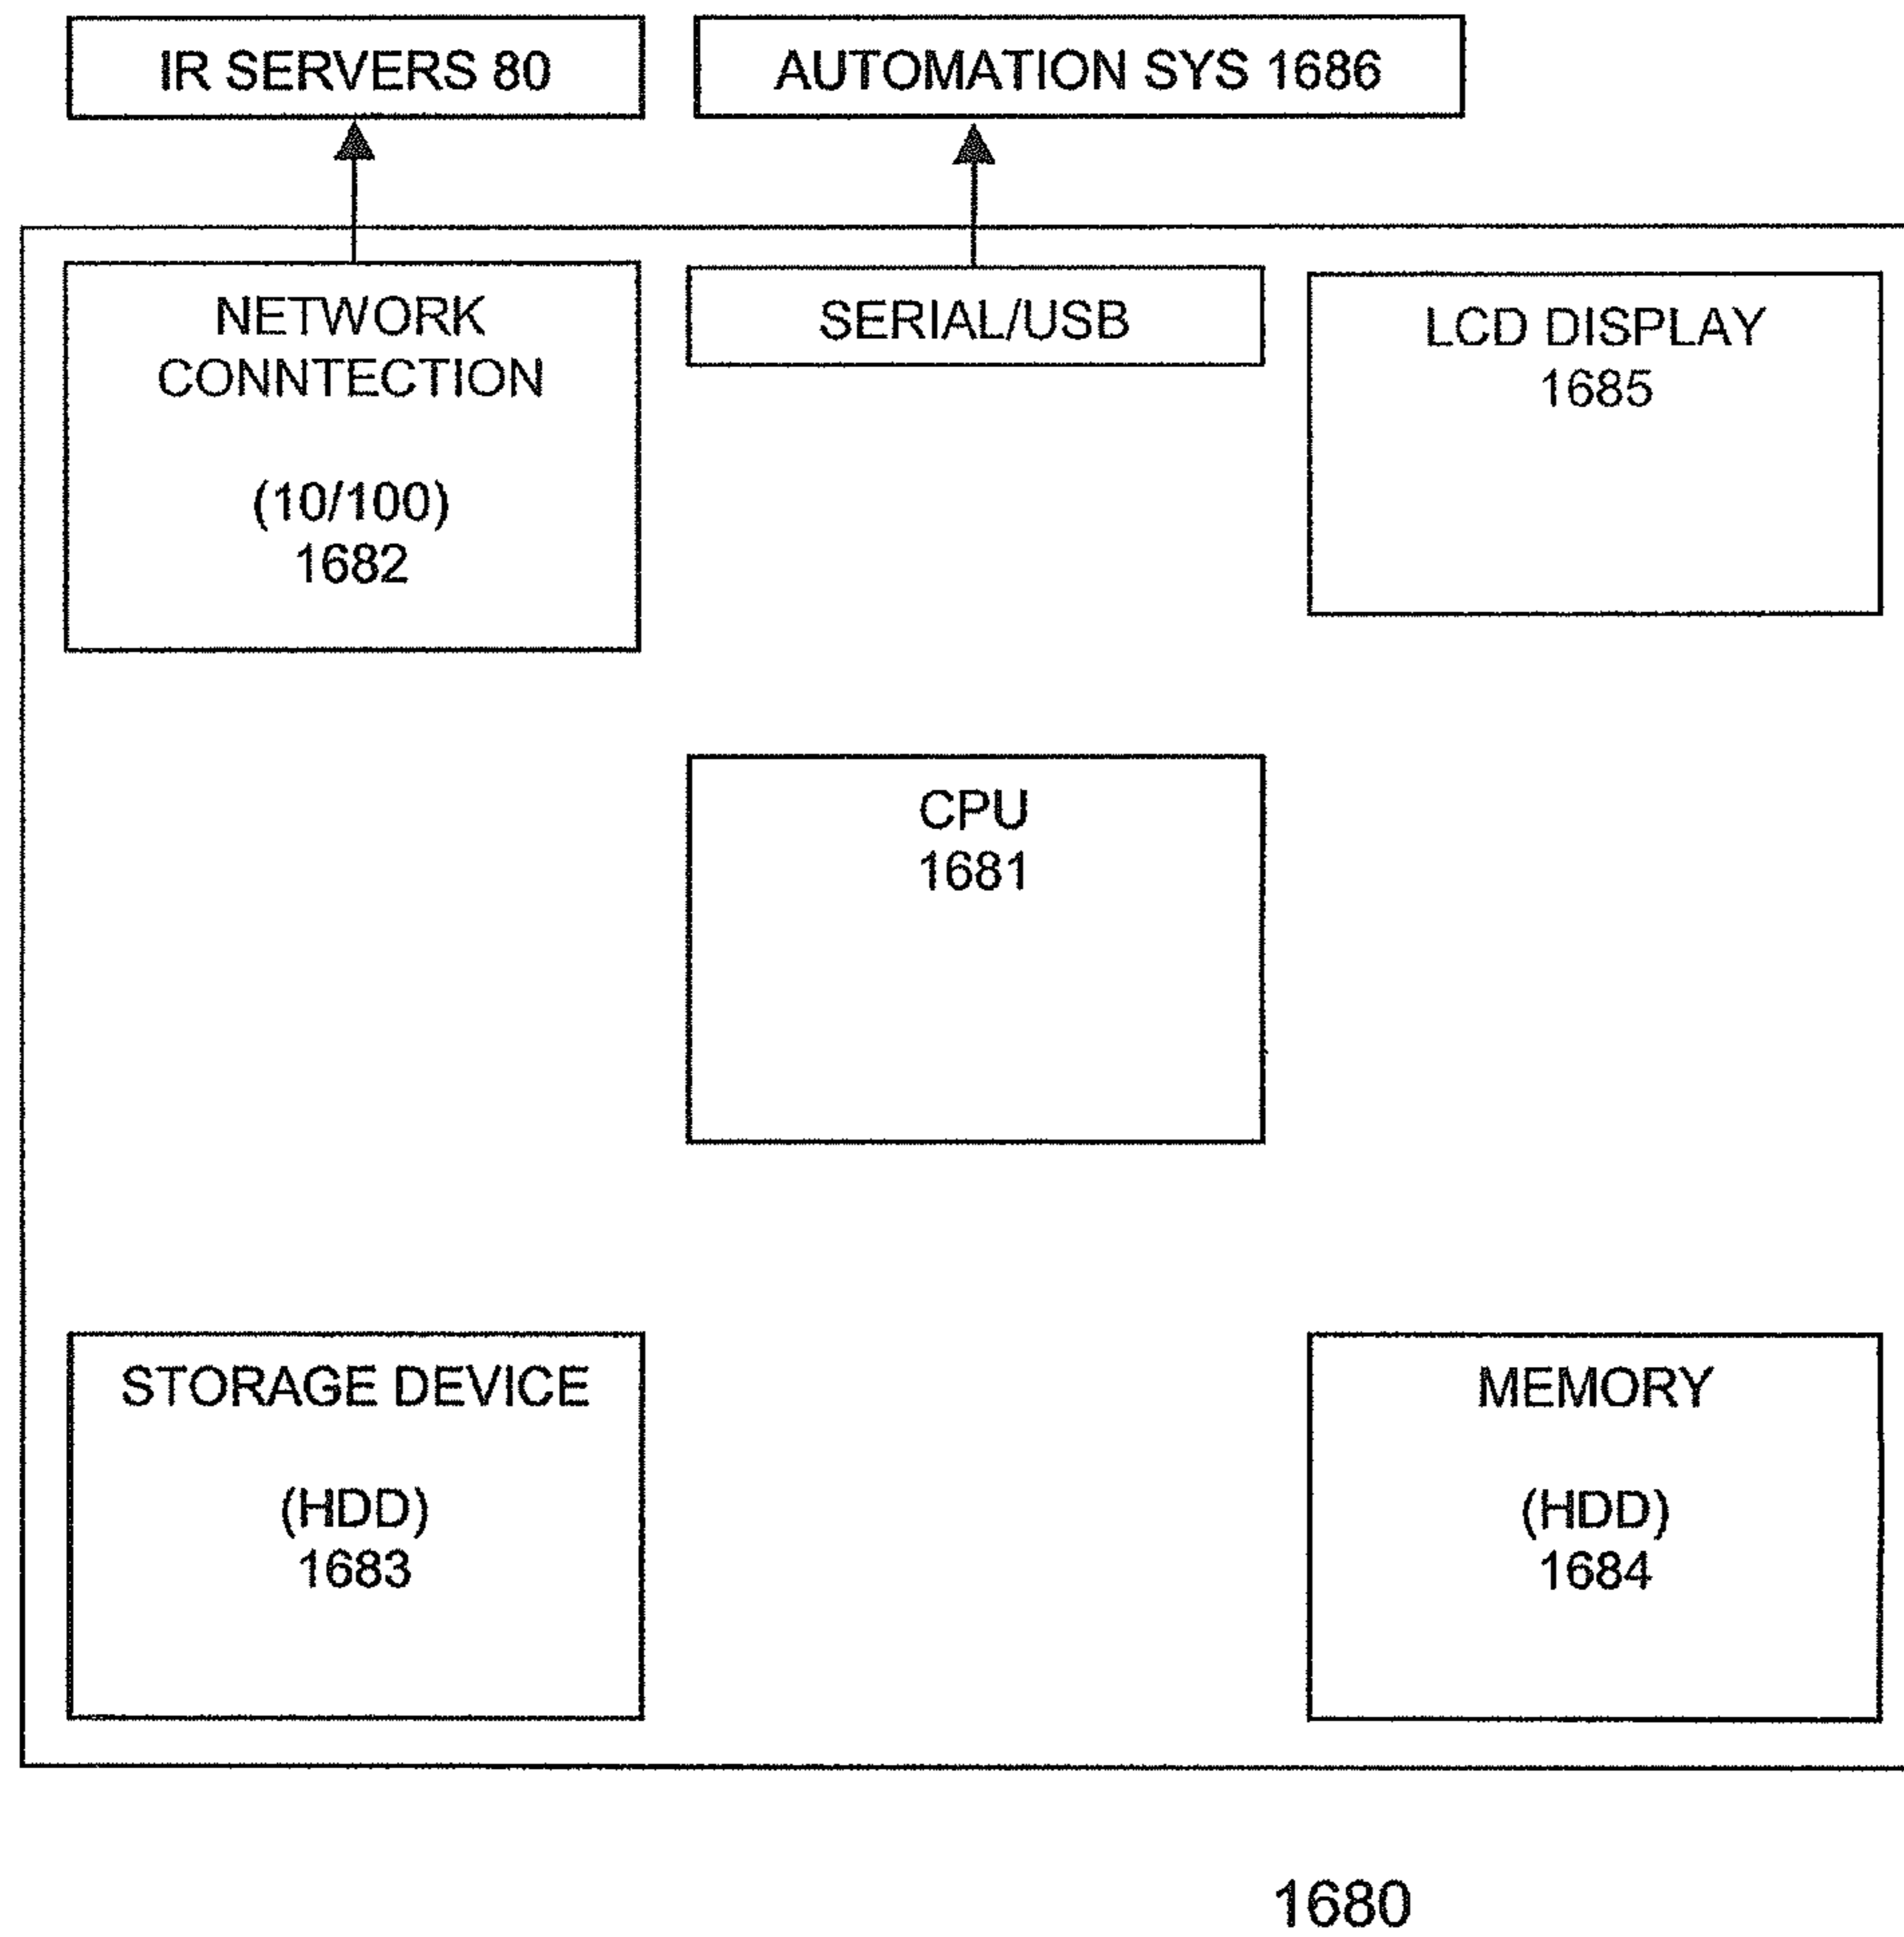 IR SERVERS 80
AUTOMATION SYS 1686
NETWORK
CONNTECTION
(10/100)
1682
SERIAL/USB
LCD DISPLAY
1685
CPU
1681
STORAGE DEVICE
(HDD)
1683
MEMORY
(HDD)
1684
1680